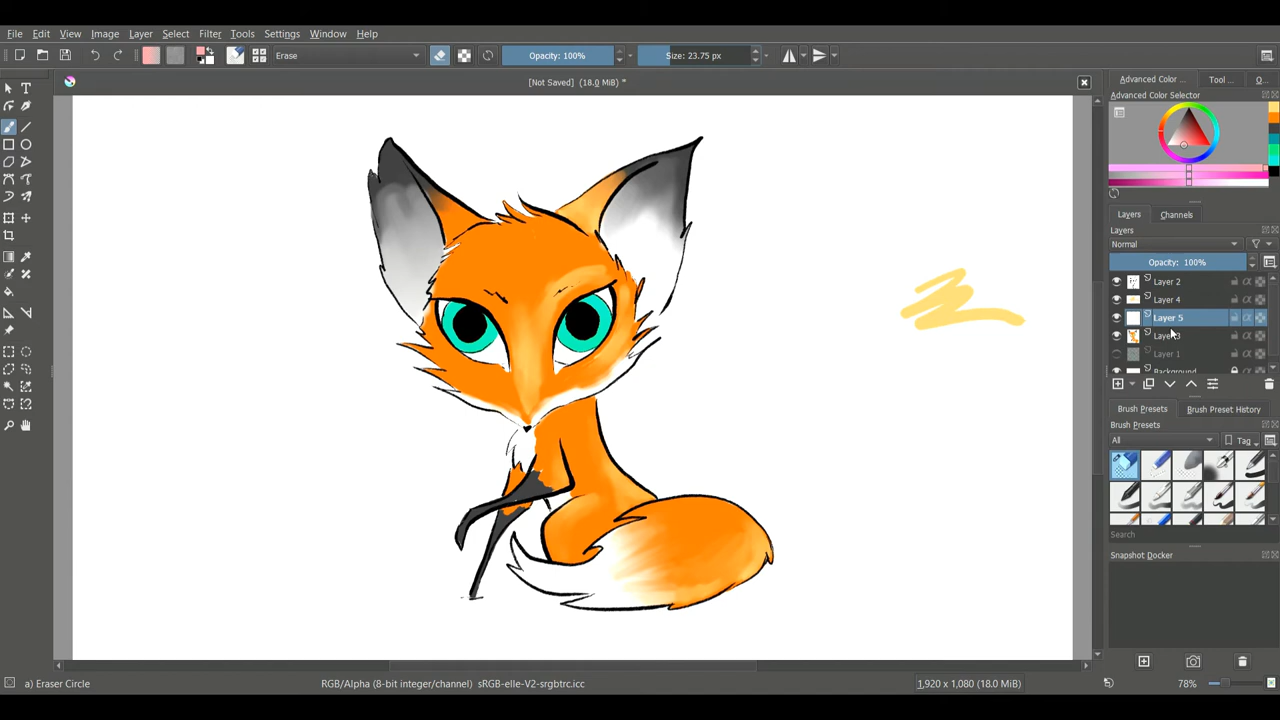 File Edit View Image Layer Select Filter Tools Settings Window Help
Erase Opacity: 100% Size: 23.75 px
[Not Saved] (18.0 MiB) *
Advanced Color ... Tool ... O...
Advanced Color Selector
Layers Channels
Layers
Normal
Opacity: 100%
Layer 2
Layer 4
Layer 5
Layer 3
Layer 1
Background
Brush Presets Brush Preset History
Brush Presets
All Tag
Search
Snapshot Docker
a) Eraser Circle RGB/Alpha (8-bit integer/channel) sRGB-elle-V2-srgbtrc.icc 1,920 x 1,080 (18.0 MiB) 78%